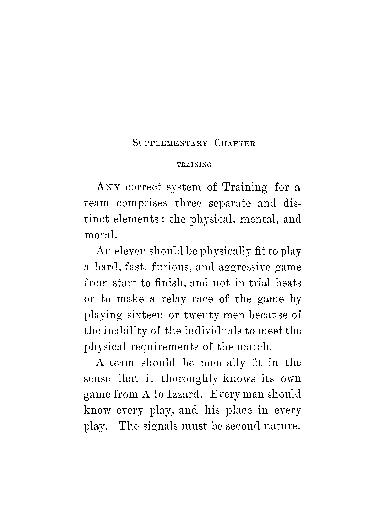 SUPPLEMENTARY CHAPTER
TRAINING
ANY correct system of Training for a
team comprises three separate and dis-
tinct elements: the physical, mental, and
moral.
An eleven should be physically fit to play
a hard, fast, furious, and aggressive game
from start to finish, and not in trial heats
or to make a relay race of the game by
playing sixteen or twenty men because of
the inability of the individuals to meet the
physical requirements of the match.
A team should be mentally fit in the
sense that it thoroughly knows its own
game from A to Izzard. Every man should
know every play, and his place in every
play. The signals must be second nature.